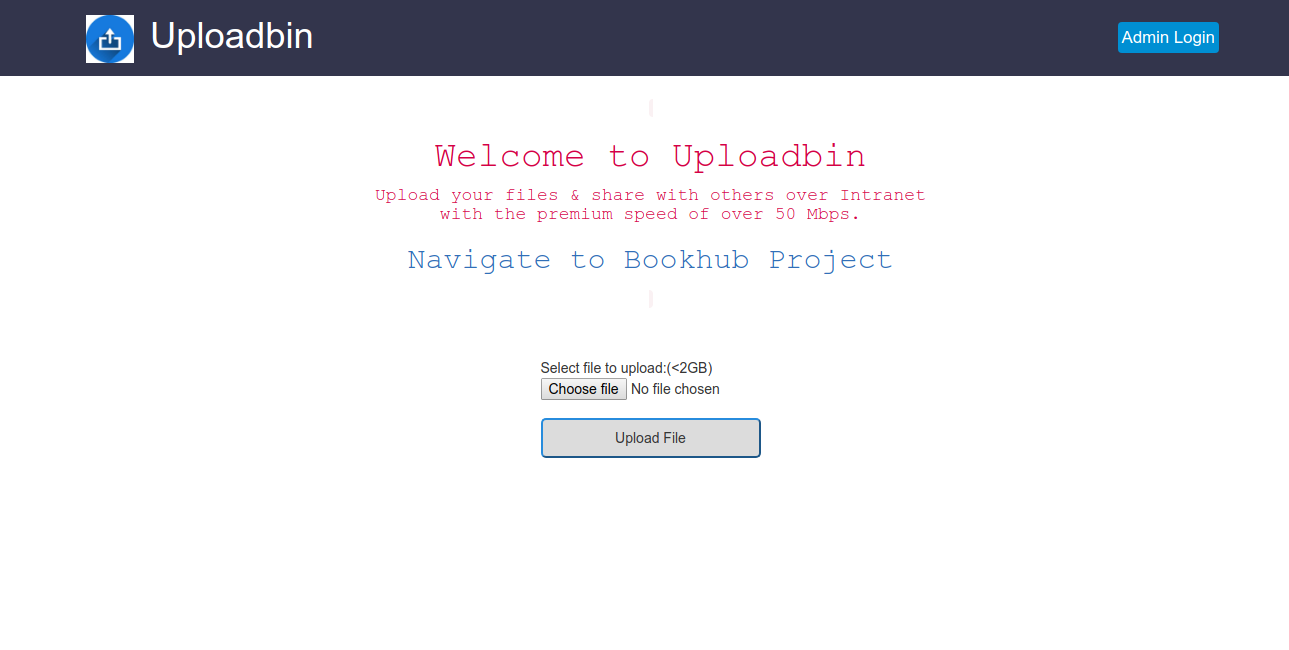 Uploadbin
Admin Login
Welcome to Uploadbin
Upload your files & share with others over Intranet
with the premium speed of over 50 Mbps.
Navigate to Bookhub Project
Select file to upload:(<2GB)
Choose file No file chosen
Upload File